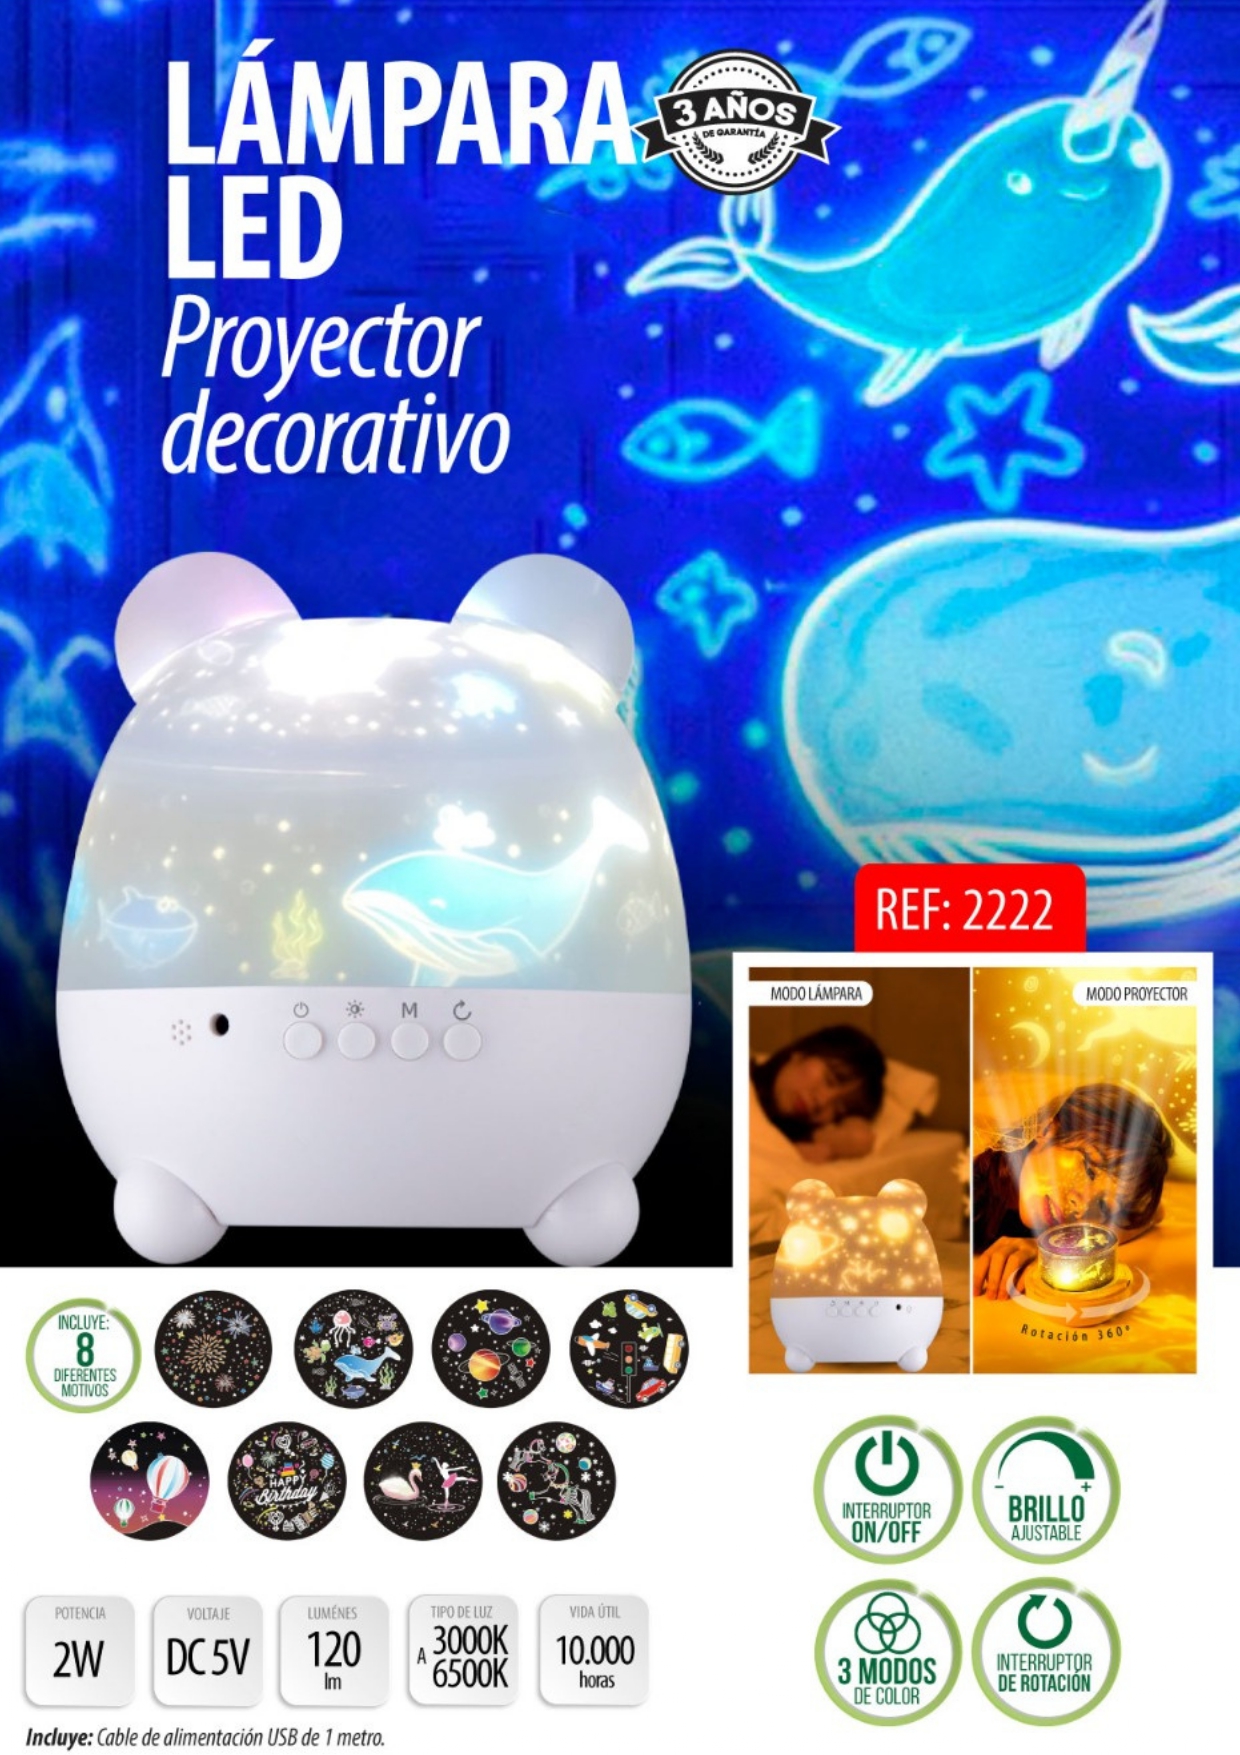 LÁMPARA
LED
Proyector
decorativo
3 AÑOS
DE GARANTÍA
M
REF: 2222
MODO LÁMPARA
MODO PROYECTOR
Rotación 360º
INCLUYE:
8
DIFERENTES
MOTIVOS
HAPPY
Birthday
INTERRUPTOR
ON/OFF
- +
BRILLO
AJUSTABLE
3 MODOS
DE COLOR
INTERRUPTOR
DE ROTACIÓN
POTENCIA
2W
VOLTAJE
DC 5V
LUMÉNES
120
lm
TIPO DE LUZ
3000K
A 6500K
VIDA ÚTIL
10.000
horas
Incluye: Cable de alimentación USB de 1 metro.